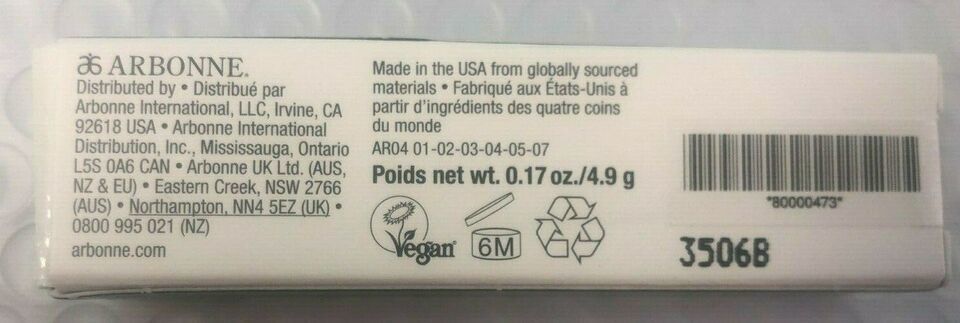 ARBONNE®
Distributed by • Distribué par
Arbonne International, LLC, Irvine, CA
92618 USA • Arbonne International
Distribution, Inc., Mississauga, Ontario
L5S 0A6 CAN • Arbonne UK Ltd. (AUS,
NZ & EU) • Eastern Creek, NSW 2766
(AUS) • Northampton, NN4 5EZ (UK) •
0800 995 021 (NZ)
arbonne.com
Made in the USA from globally sourced
materials • Fabriqué aux États-Unis à
partir d'ingrédients des quatre coins
du monde
AR04 01-02-03-04-05-07
Poids net wt. 0.17 oz./4.9 g
Vegan
6M
*80000473*
3506B